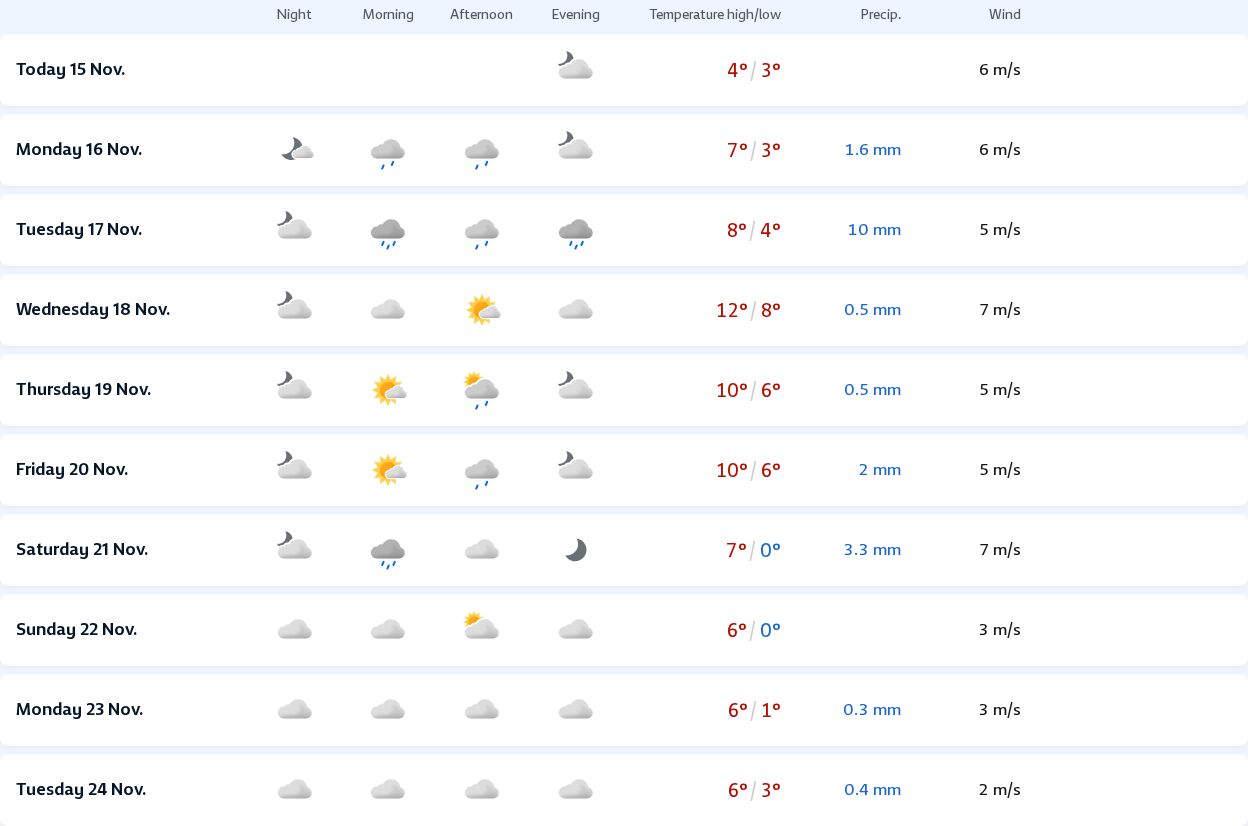 Night Morning Afternoon Evening Temperature high/low Precip. Wind
Today 15 Nov. 4°/3° 6 m/s
Monday 16 Nov. 7°/3° 1.6 mm 6 m/s
Tuesday 17 Nov. 8°/4° 10 mm 5 m/s
Wednesday 18 Nov. 12°/8° 0.5 mm 7 m/s
Thursday 19 Nov. 10°/6° 0.5 mm 5 m/s
Friday 20 Nov. 10°/6° 2 mm 5 m/s
Saturday 21 Nov. 7°/0° 3.3 mm 7 m/s
Sunday 22 Nov. 6°/0° 3 m/s
Monday 23 Nov. 6°/1° 0.3 mm 3 m/s
Tuesday 24 Nov. 6°/3° 0.4 mm 2 m/s